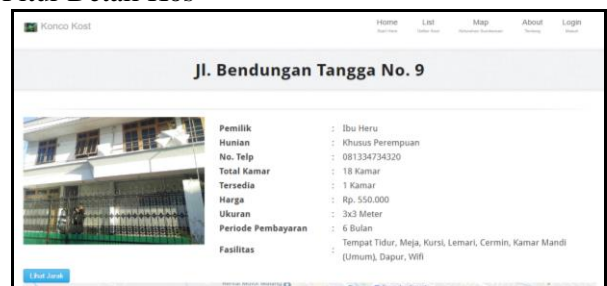 Konco Kost
Home List Map About Login
Jl. Bendungan Tangga No. 9
Pemilik : Ibu Heru
Hunian : Khusus Perempuan
No. Telp : 081334734320
Total Kamar : 18 Kamar
Tersedia : 1 Kamar
Harga : Rp. 550.000
Ukuran : 3x3 Meter
Periode Pembayaran : 6 Bulan
Fasilitas : Tempat Tidur, Meja, Kursi, Lemari, Cermin, Kamar Mandi
(Umum), Dapur, Wifi
Lihat Jarak